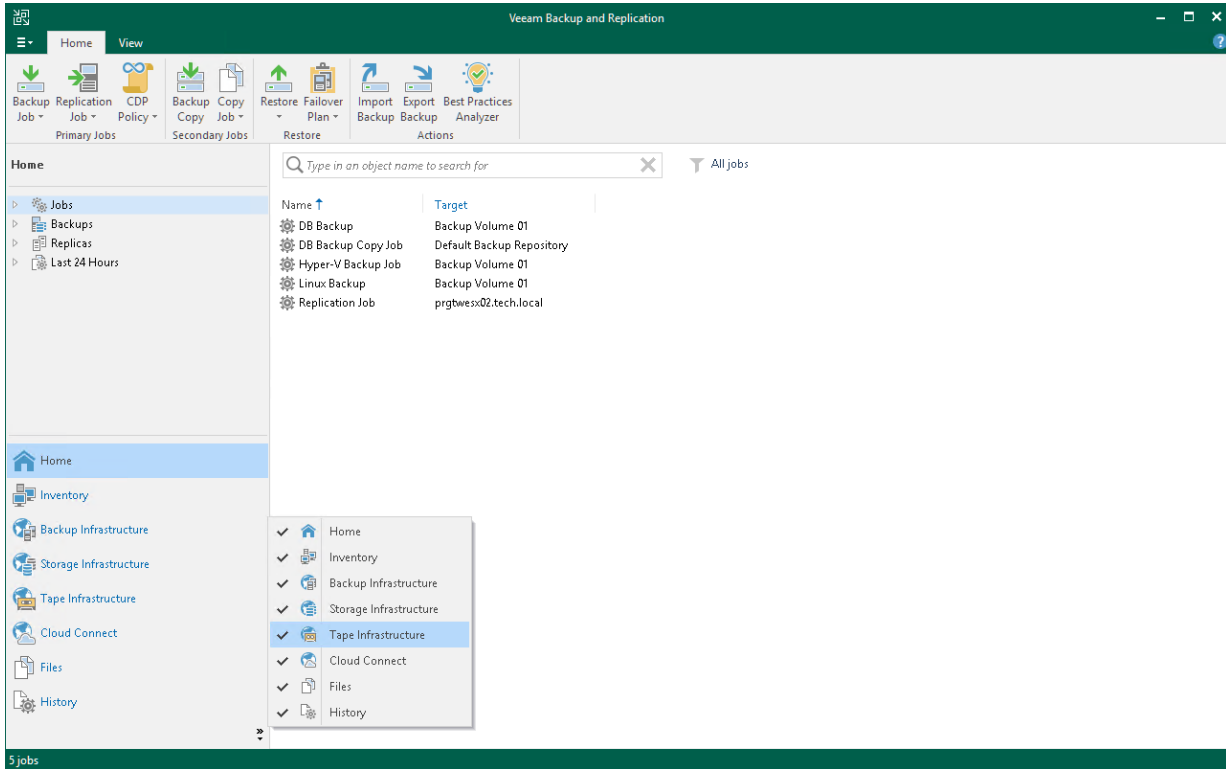 Veeam Backup and Replication
Home View
Backup Job Replication Job CDP Policy Backup Copy Copy Job Restore Failover Plan Import Backup Export Backup Best Practices Analyzer
Primary Jobs Secondary Jobs Restore Actions
Home
Type in an object name to search for All jobs
Jobs
Backups
Replicas
Last 24 Hours
Name Target
DB Backup Backup Volume 01
DB Backup Copy Job Default Backup Repository
Hyper-V Backup Job Backup Volume 01
Linux Backup Backup Volume 01
Replication Job prgtwesx02.tech.local
Home
Inventory
Backup Infrastructure
Storage Infrastructure
Tape Infrastructure
Cloud Connect
Files
History
Home
Inventory
Backup Infrastructure
Storage Infrastructure
Tape Infrastructure
Cloud Connect
Files
History
5 jobs